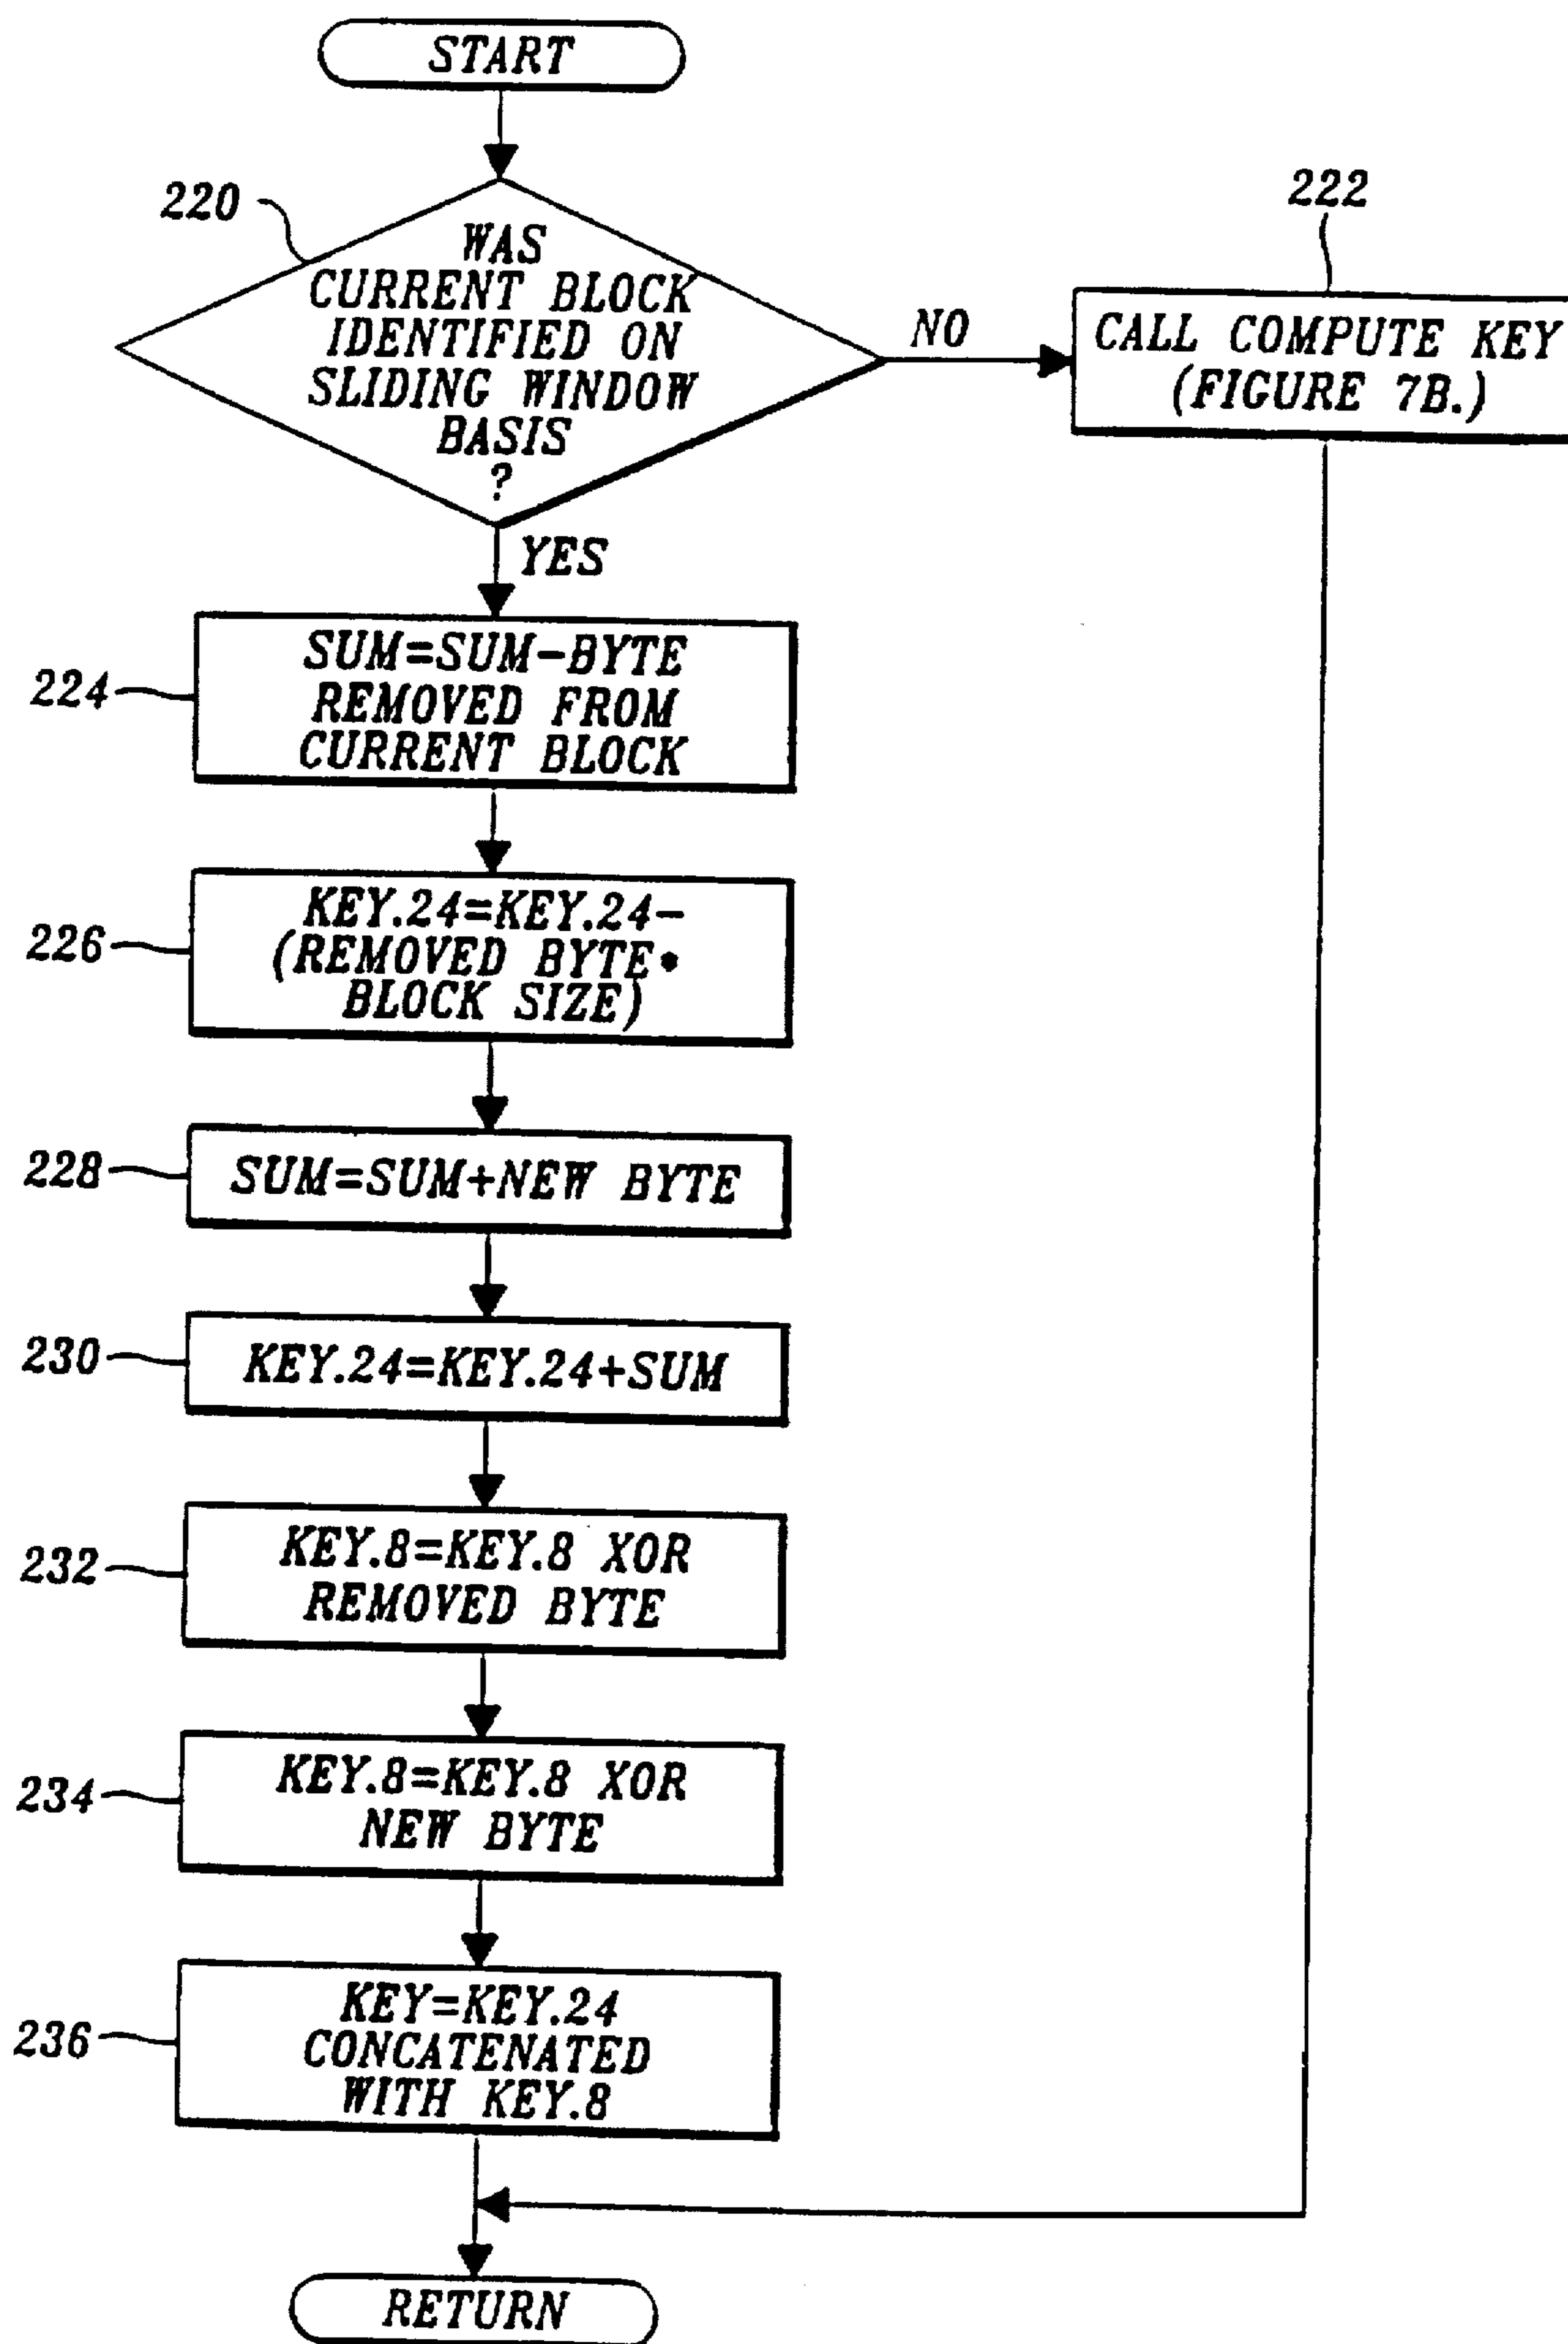 START
220
WAS
CURRENT BLOCK
IDENTIFIED ON
SLIDING WINDOW
BASIS
?
NO
222
CALL COMPUTE KEY
(FIGURE 7B.)
YES
224
SUM=SUM-BYTE
REMOVED FROM
CURRENT BLOCK
226
KEY.24=KEY.24-
(REMOVED BYTE*
BLOCK SIZE)
228
SUM=SUM+NEW BYTE
230
KEY.24=KEY.24+SUM
232
KEY.8=KEY.8 XOR
REMOVED BYTE
234
KEY.8=KEY.8 XOR
NEW BYTE
236
KEY=KEY.24
CONCATENATED
WITH KEY.8
RETURN